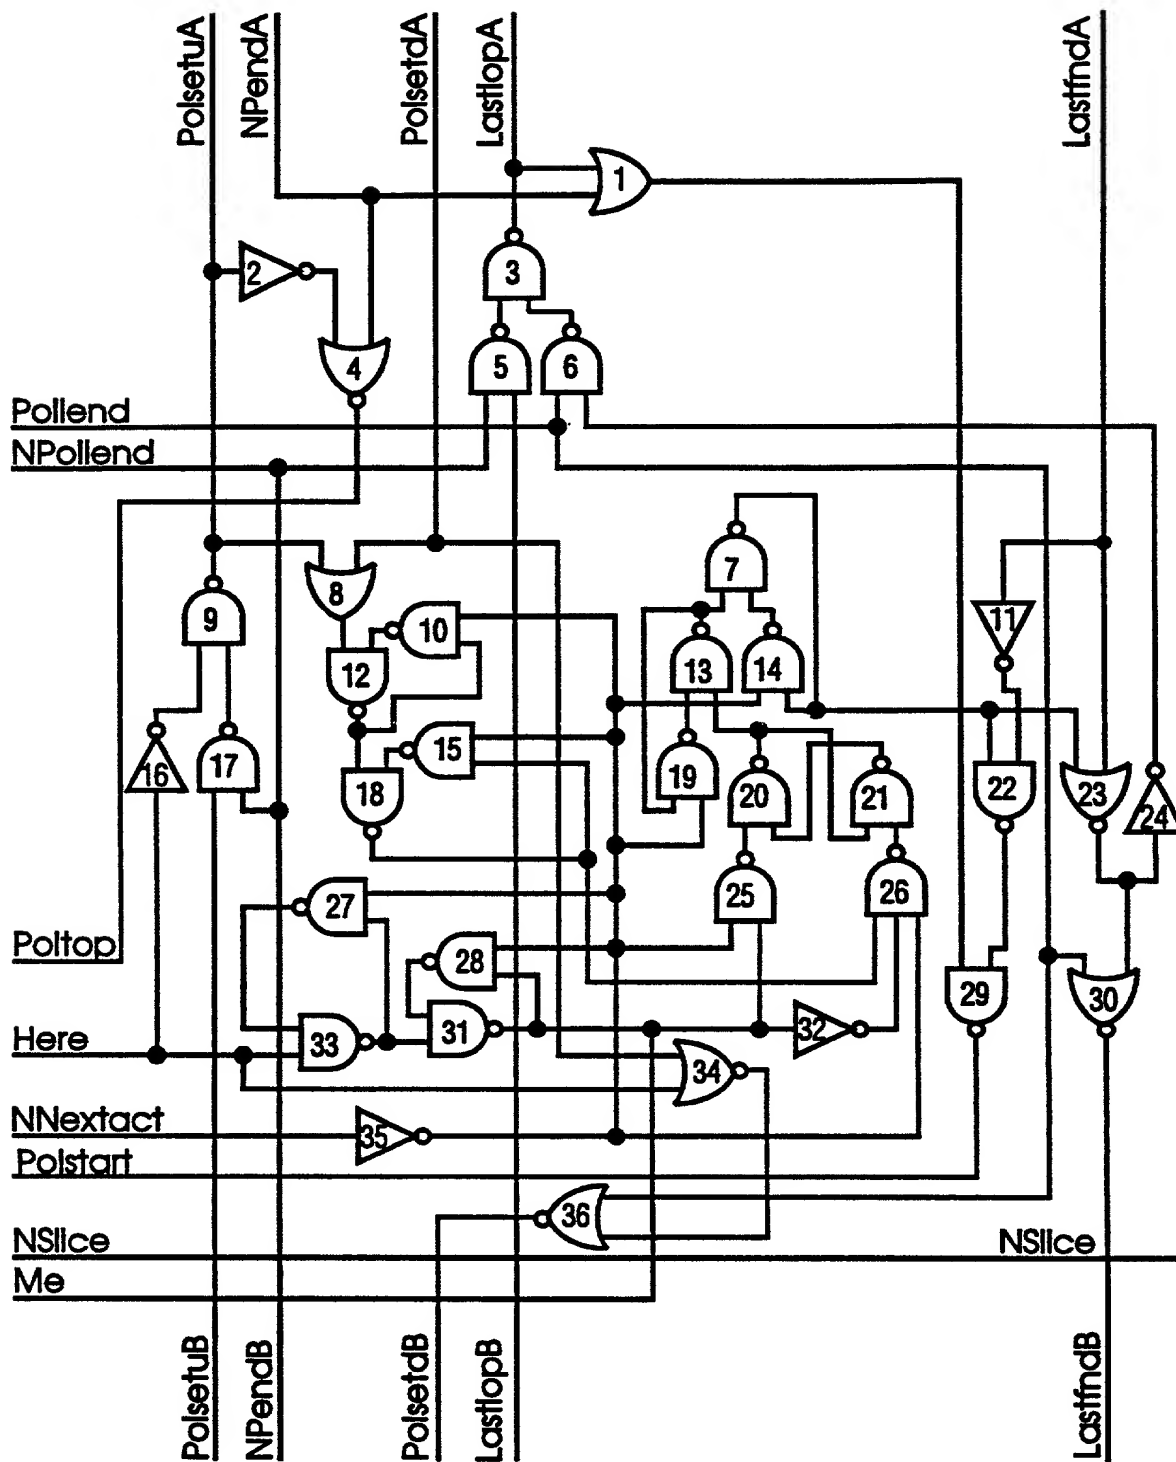 PolsetuA
NPendA
PolsetdA
LastlopA
LastfndA
1
2
3
4
5
6
Pollend
NPollend
7
8
9
10
11
12
13
14
15
16
17
18
19
20
21
22
23
24
25
26
27
28
Poltop
29
30
31
32
33
Here
34
NNextact
35
Polstart
36
NSlice
NSlice
Me
PolsetuB
NPendB
PolsetdB
LastlopB
LastfndB